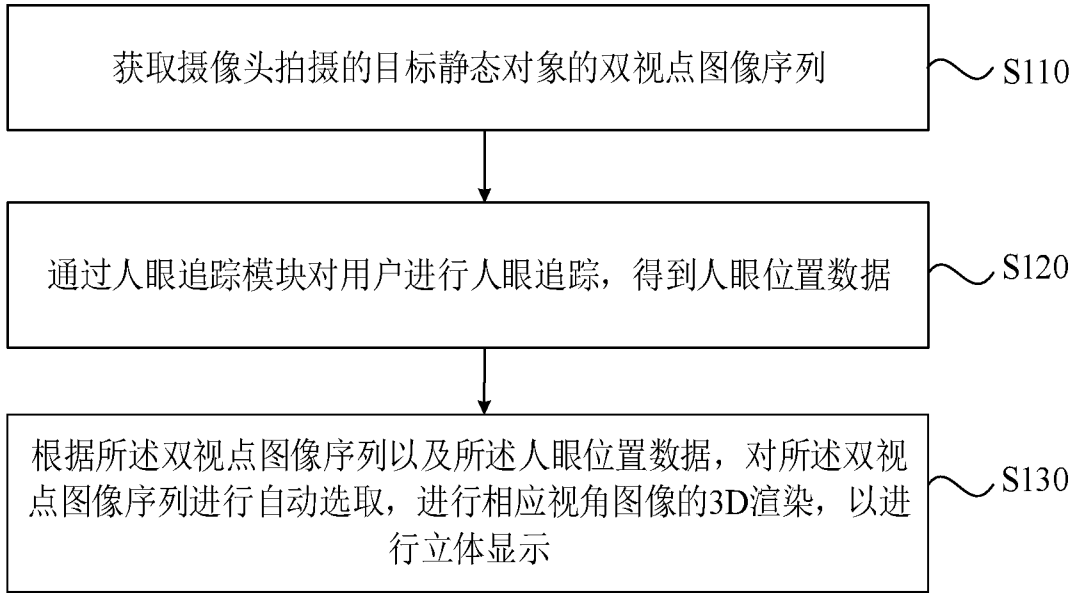 获取摄像头拍摄的目标静态对象的双视点图像序列
S110
通过人眼追踪模块对用户进行人眼追踪，得到人眼位置数据
S120
根据所述双视点图像序列以及所述人眼位置数据，对所述双视
点图像序列进行自动选取，进行相应视角图像的3D渲染，以进
行立体显示
S130